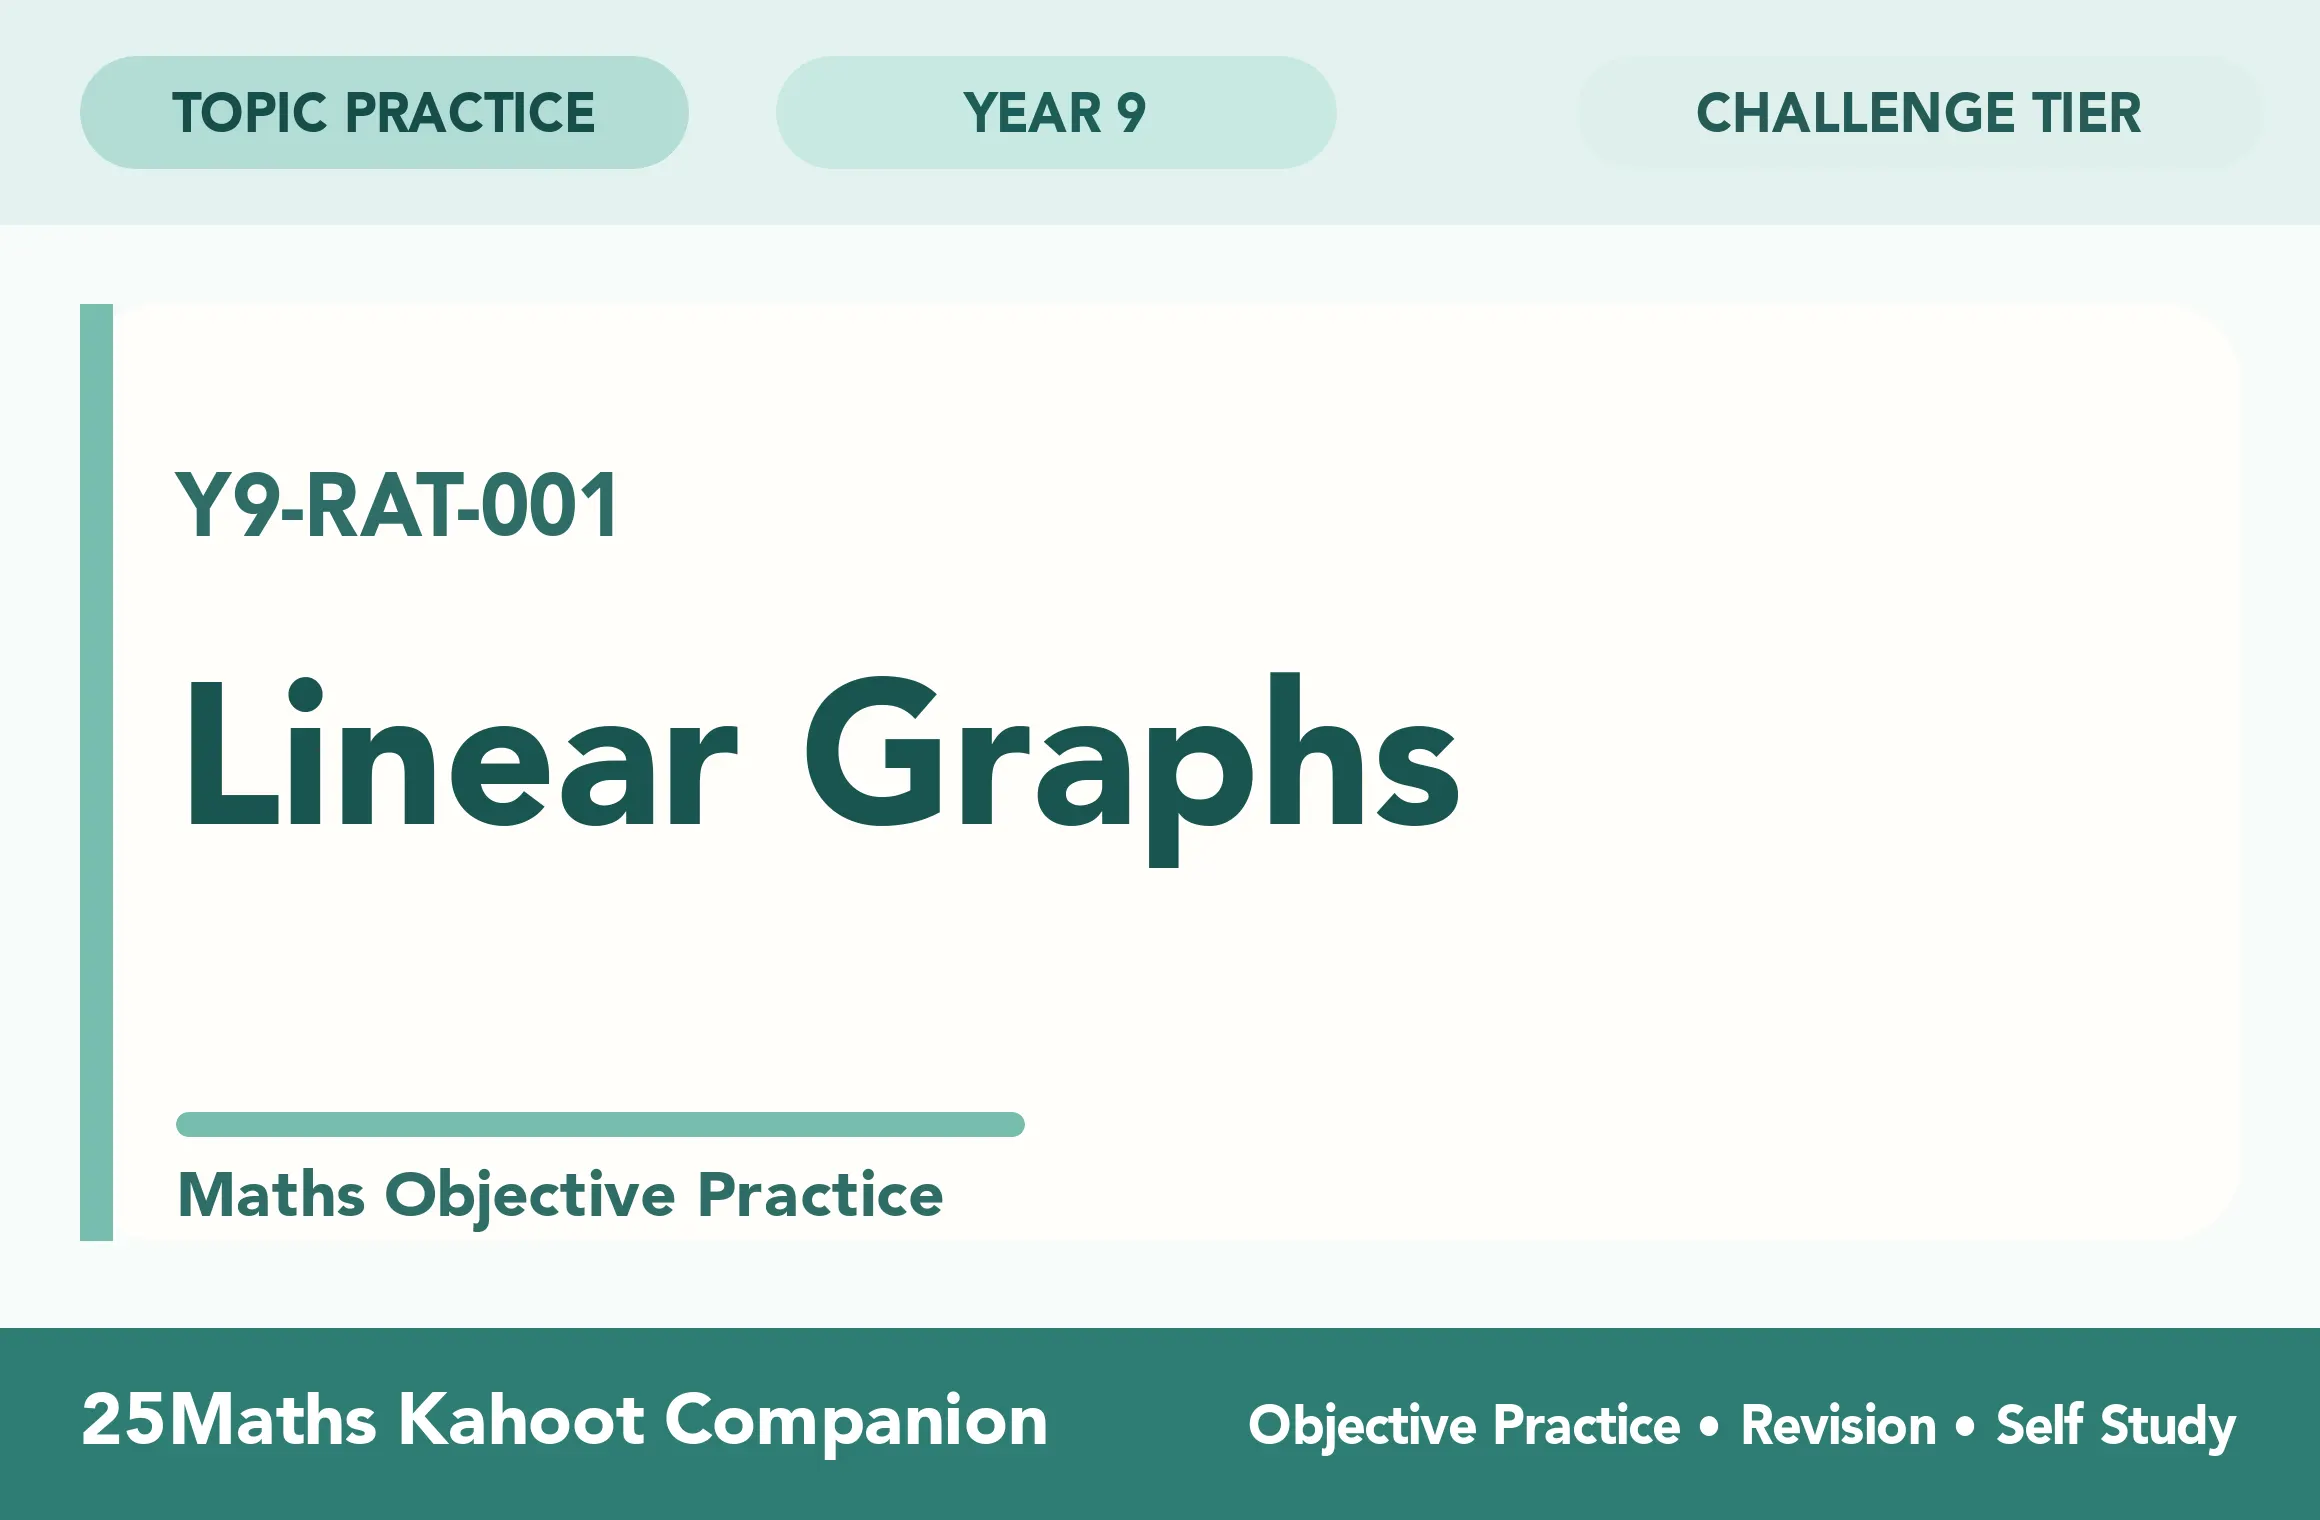 TOPIC PRACTICE
YEAR 9
CHALLENGE TIER
Y9-RAT-001
Linear Graphs
Maths Objective Practice
25Maths Kahoot Companion
Objective Practice • Revision • Self Study